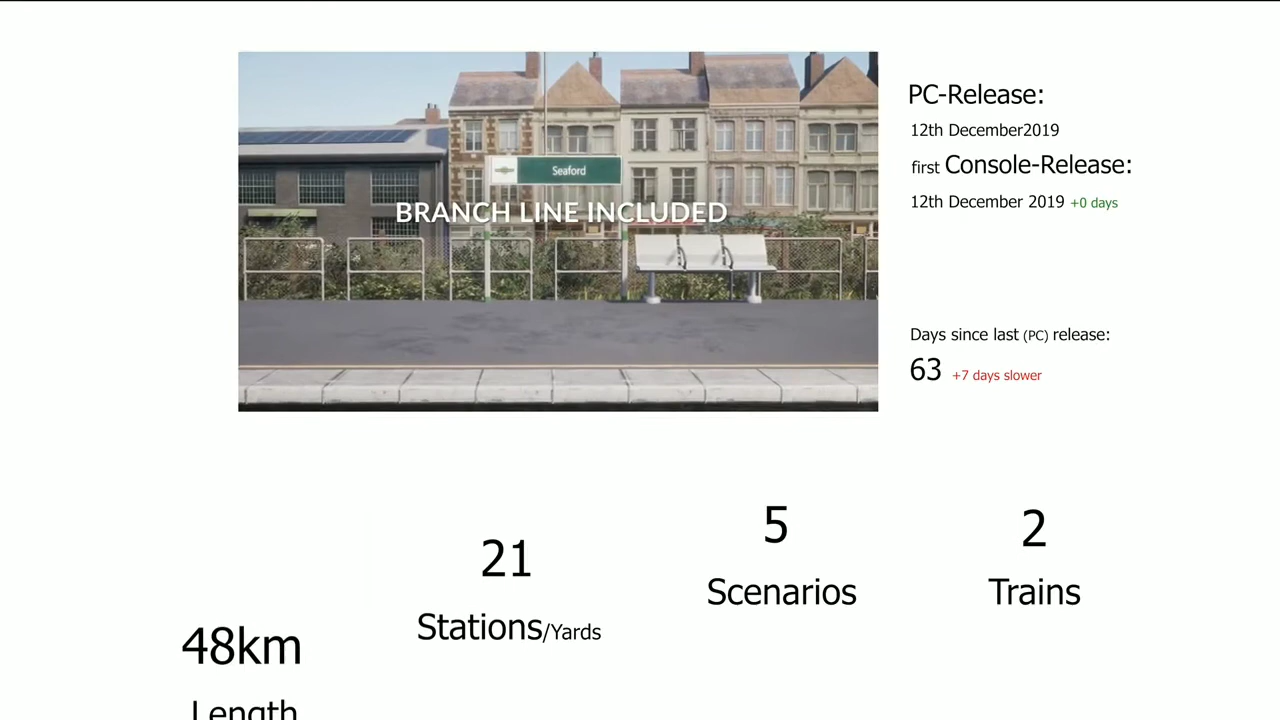 PC-Release:
12th December2019
first Console-Release:
12th December 2019 +0 days
Seaford
BRANCH LINE INCLUDED
Days since last (PC) release:
63 +7 days slower
5
Scenarios
2
Trains
21
Stations/Yards
48km
Length